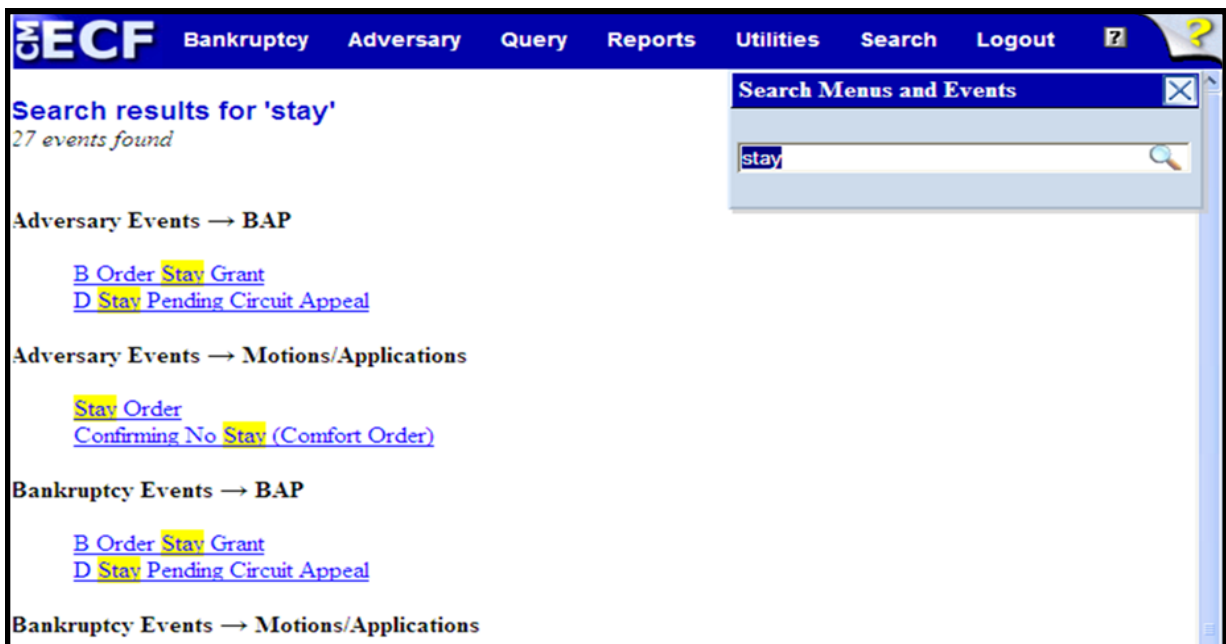 CM ECF Bankruptcy Adversary Query Reports Utilities Search Logout ? ?
Search Menus and Events
Search results for 'stay'
27 events found
stay
Adversary Events → BAP
B Order Stay Grant
D Stay Pending Circuit Appeal
Adversary Events → Motions/Applications
Stay Order
Confirming No Stay (Comfort Order)
Bankruptcy Events → BAP
B Order Stay Grant
D Stay Pending Circuit Appeal
Bankruptcy Events → Motions/Applications